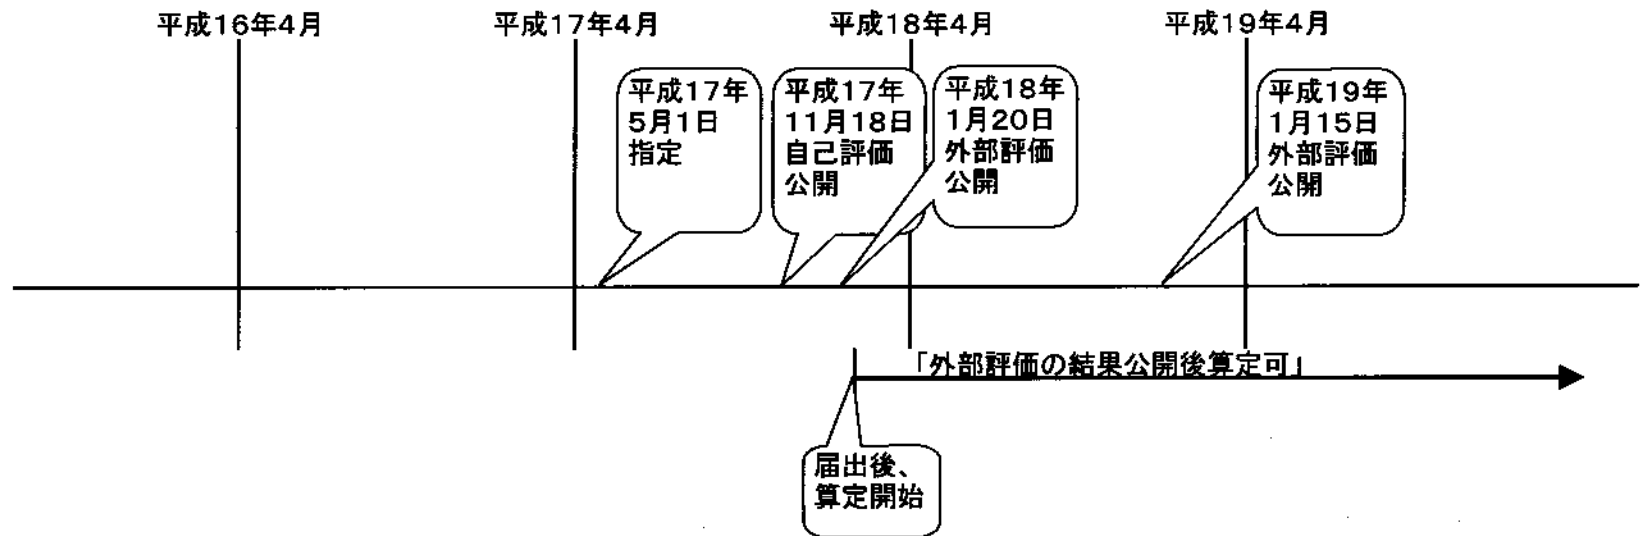 平成16年4月
平成17年4月
平成18年4月
平成19年4月
平成17年
5月1日
指定
平成17年
11月18日
自己評価
公開
平成18年
1月20日
外部評価
公開
平成19年
1月15日
外部評価
公開
「外部評価の結果公開後算定可」
届出後、
算定開始